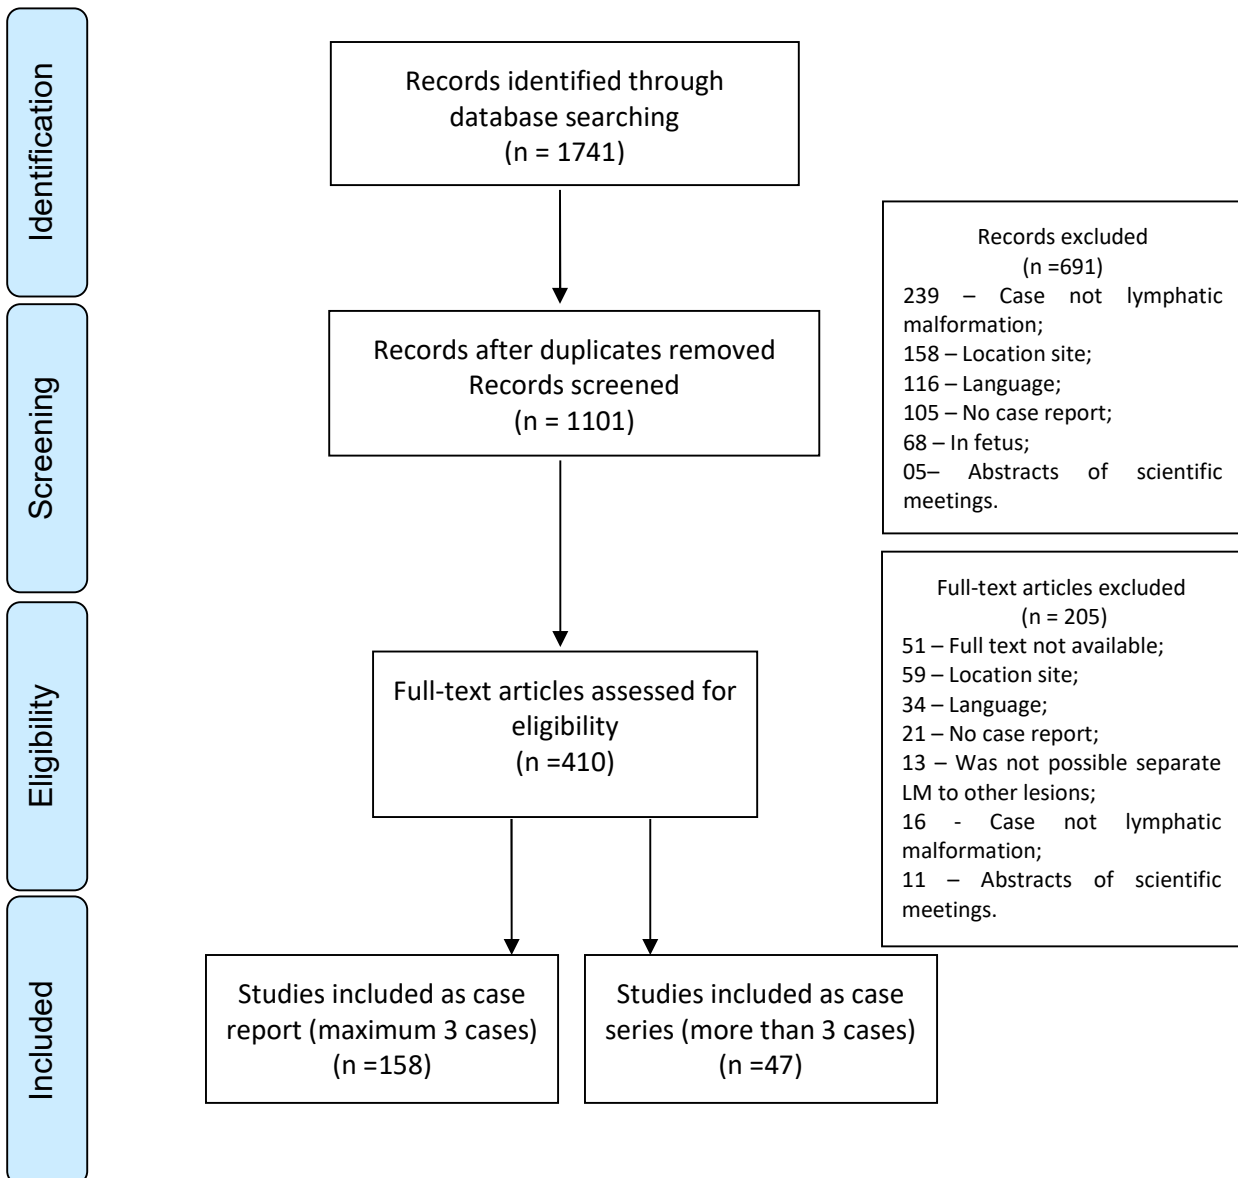 Identification
Records identified through
database searching
(n = 1741)
Records excluded
(n =691)
239 – Case not lymphatic
malformation;
158 – Location site;
116 – Language;
105 – No case report;
68 – In fetus;
05– Abstracts of scientific
meetings.
Screening
Records after duplicates removed
Records screened
(n = 1101)
Full-text articles excluded
(n = 205)
51 – Full text not available;
59 – Location site;
34 – Language;
21 – No case report;
13 – Was not possible separate
LM to other lesions;
16 - Case not lymphatic
malformation;
11 – Abstracts of scientific
meetings.
Eligibility
Full-text articles assessed for
eligibility
(n =410)
Included
Studies included as case
report (maximum 3 cases)
(n =158)
Studies included as case
series (more than 3 cases)
(n =47)